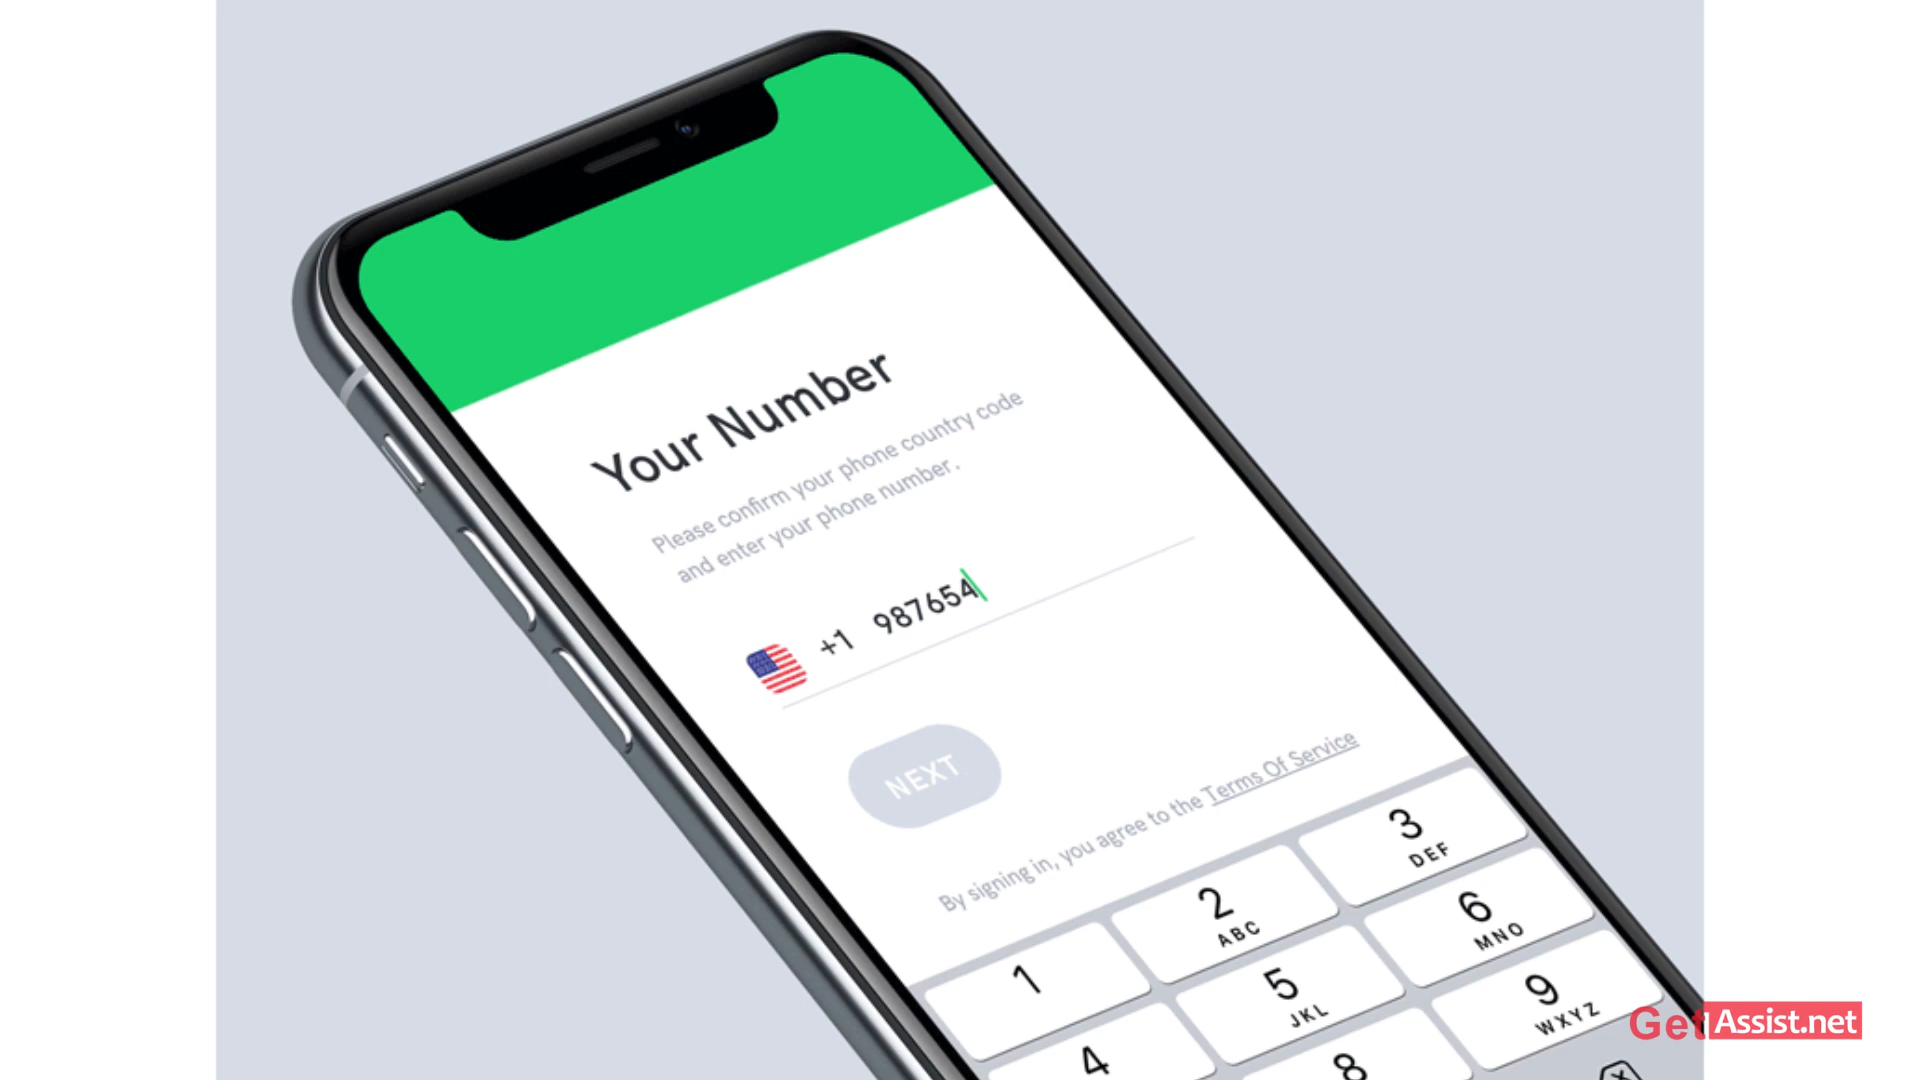 Your Number
Please confirm your phone country code
and enter your phone number.
+1 987654
NEXT
By signing in, you agree to the Terms Of Service
1
2
ABC
3
DEF
4
5
JKL
6
MNO
8
9
WXYZ
GetAssist.net